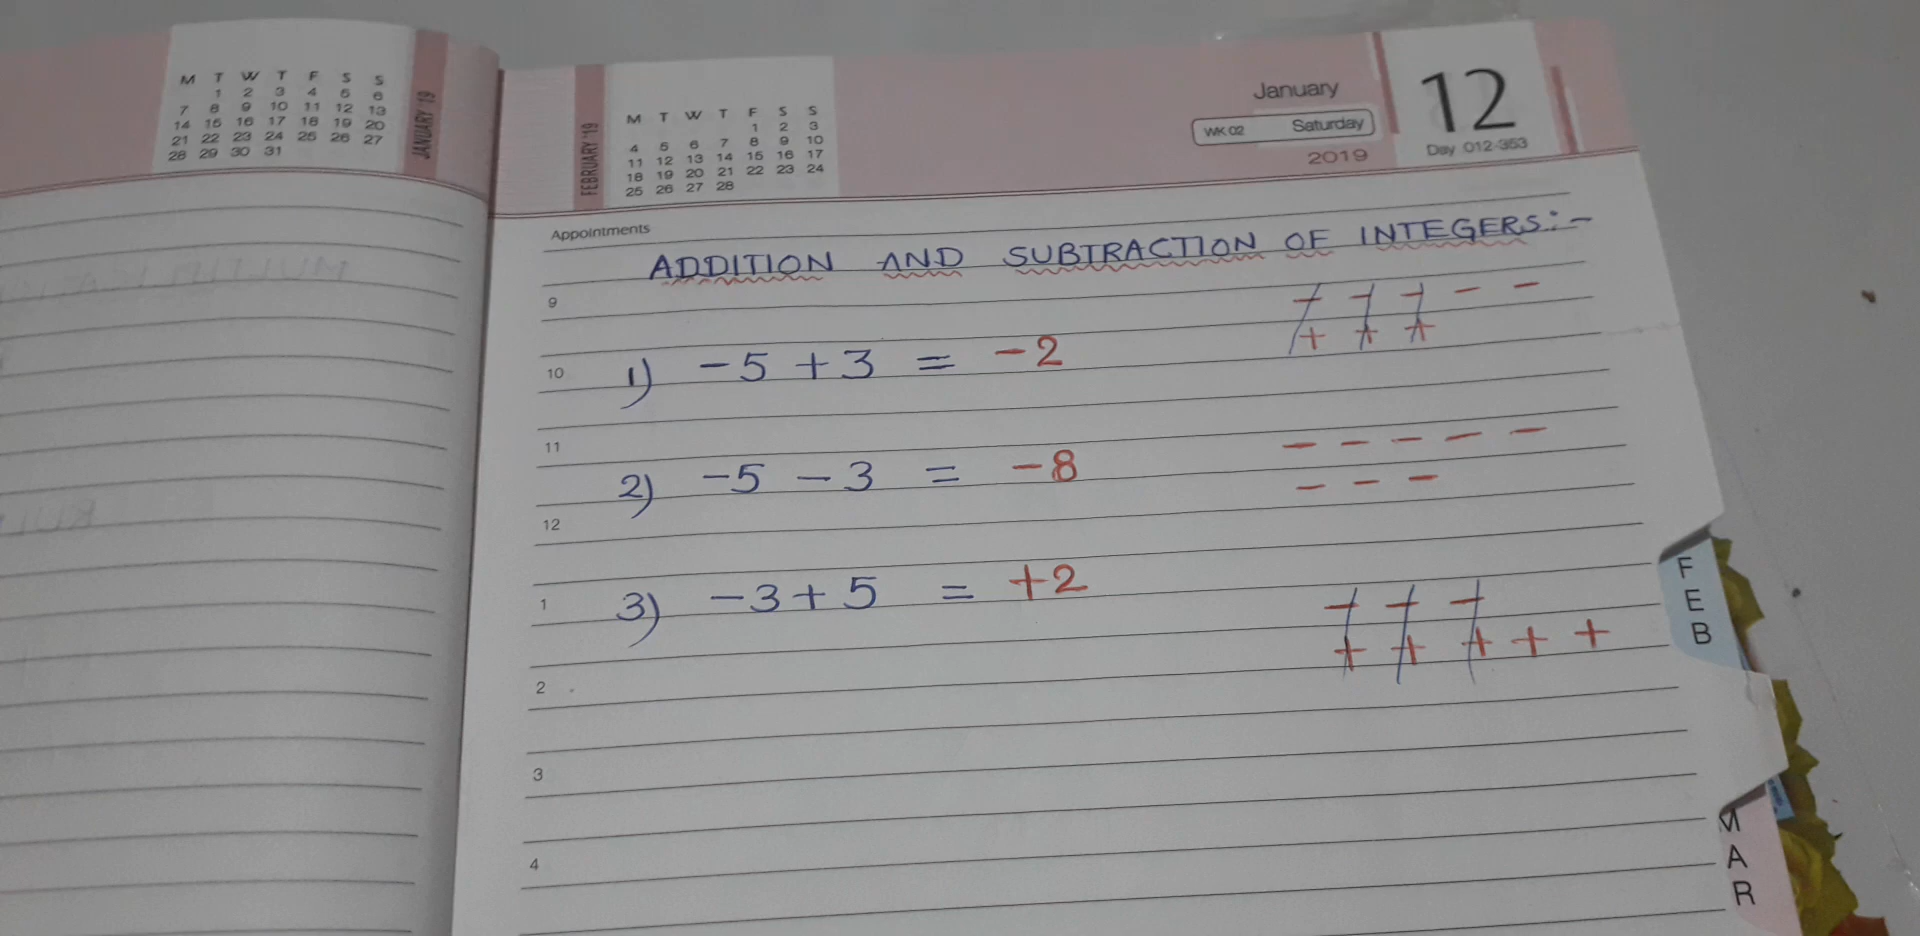 M T W T F S S
1 2 3 4 5 6
7 8 9 10 11 12 13
14 15 16 17 18 19 20
21 22 23 24 25 26 27
28 29 30 31
JANUARY '19
FEBRUARY '19
M T W T F S S
1 2 3
4 5 6 7 8 9 10
11 12 13 14 15 16 17
18 19 20 21 22 23 24
25 26 27 28
January
WK 02 Saturday
2019
12
Day 012-353
Appointments
ADDITION AND SUBTRACTION OF INTEGERS:-
9
- - - - -
+ + +
10 1) -5 + 3 = -2
11
- - - - -
2) -5 - 3 = -8 - - -
12
1 3) -3 + 5 = +2
- - -
+ + + + +
2
3
4
FEB
MAR